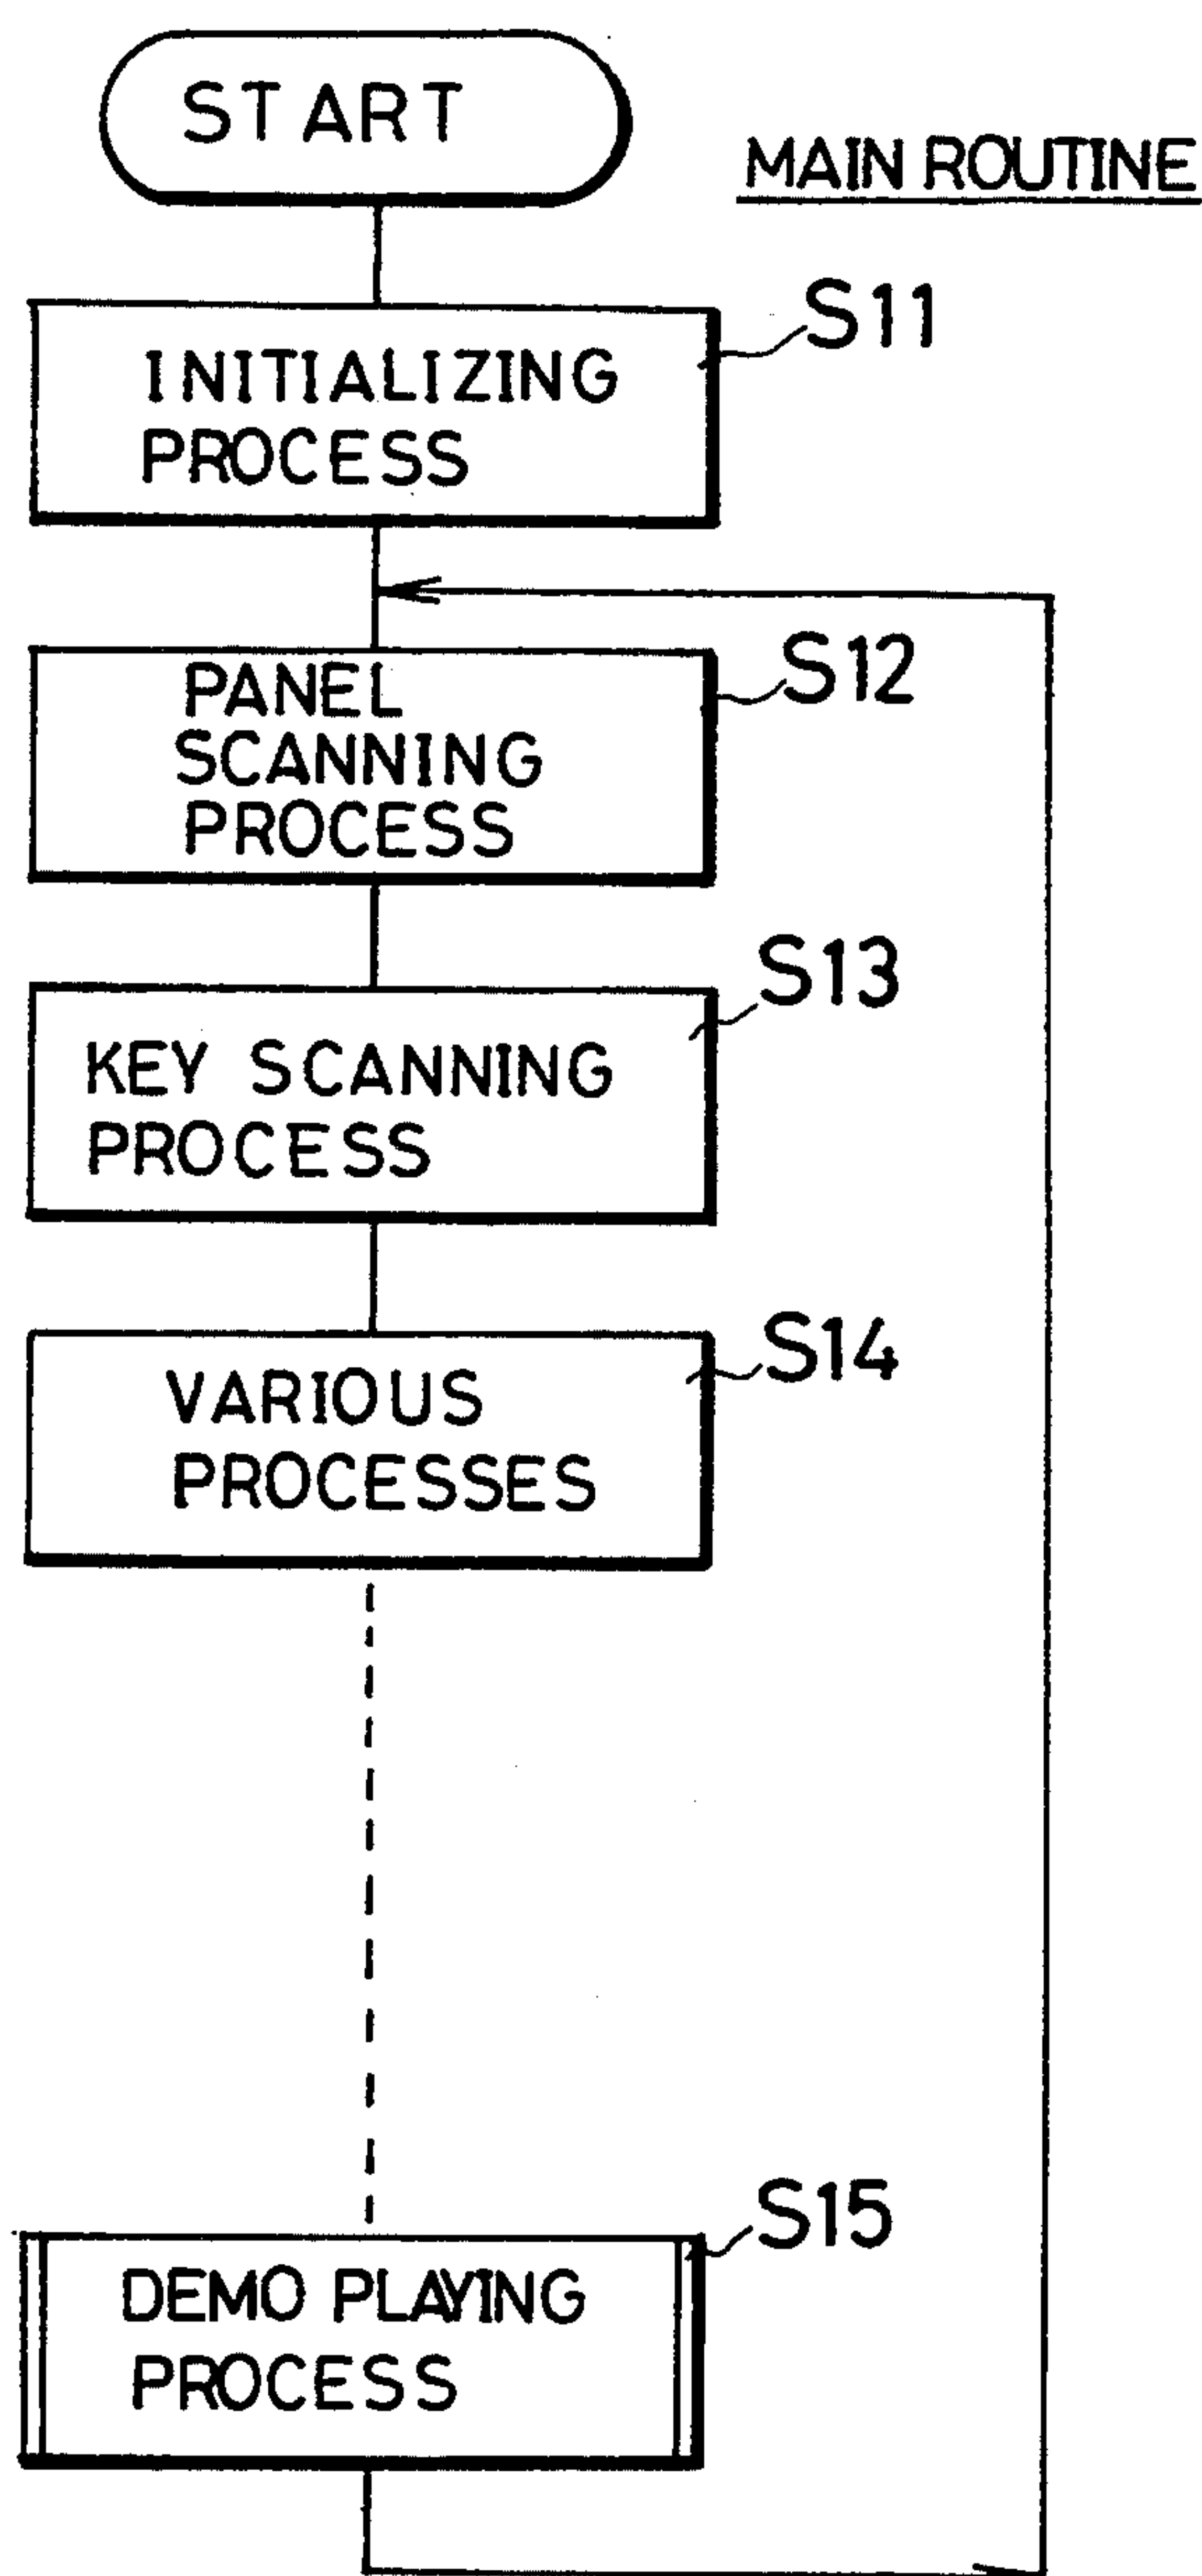 START
MAIN ROUTINE
S11
INITIALIZING
PROCESS
S12
PANEL
SCANNING
PROCESS
S13
KEY SCANNING
PROCESS
S14
VARIOUS
PROCESSES
S15
DEMO PLAYING
PROCESS